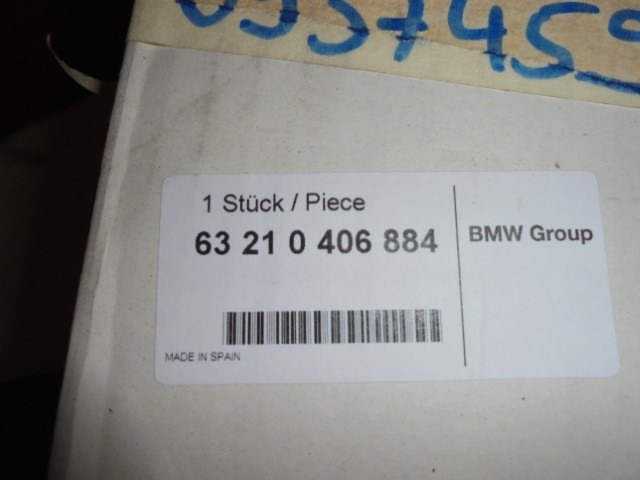 1 Stück / Piece
63 21 0 406 884
BMW Group
MADE IN SPAIN